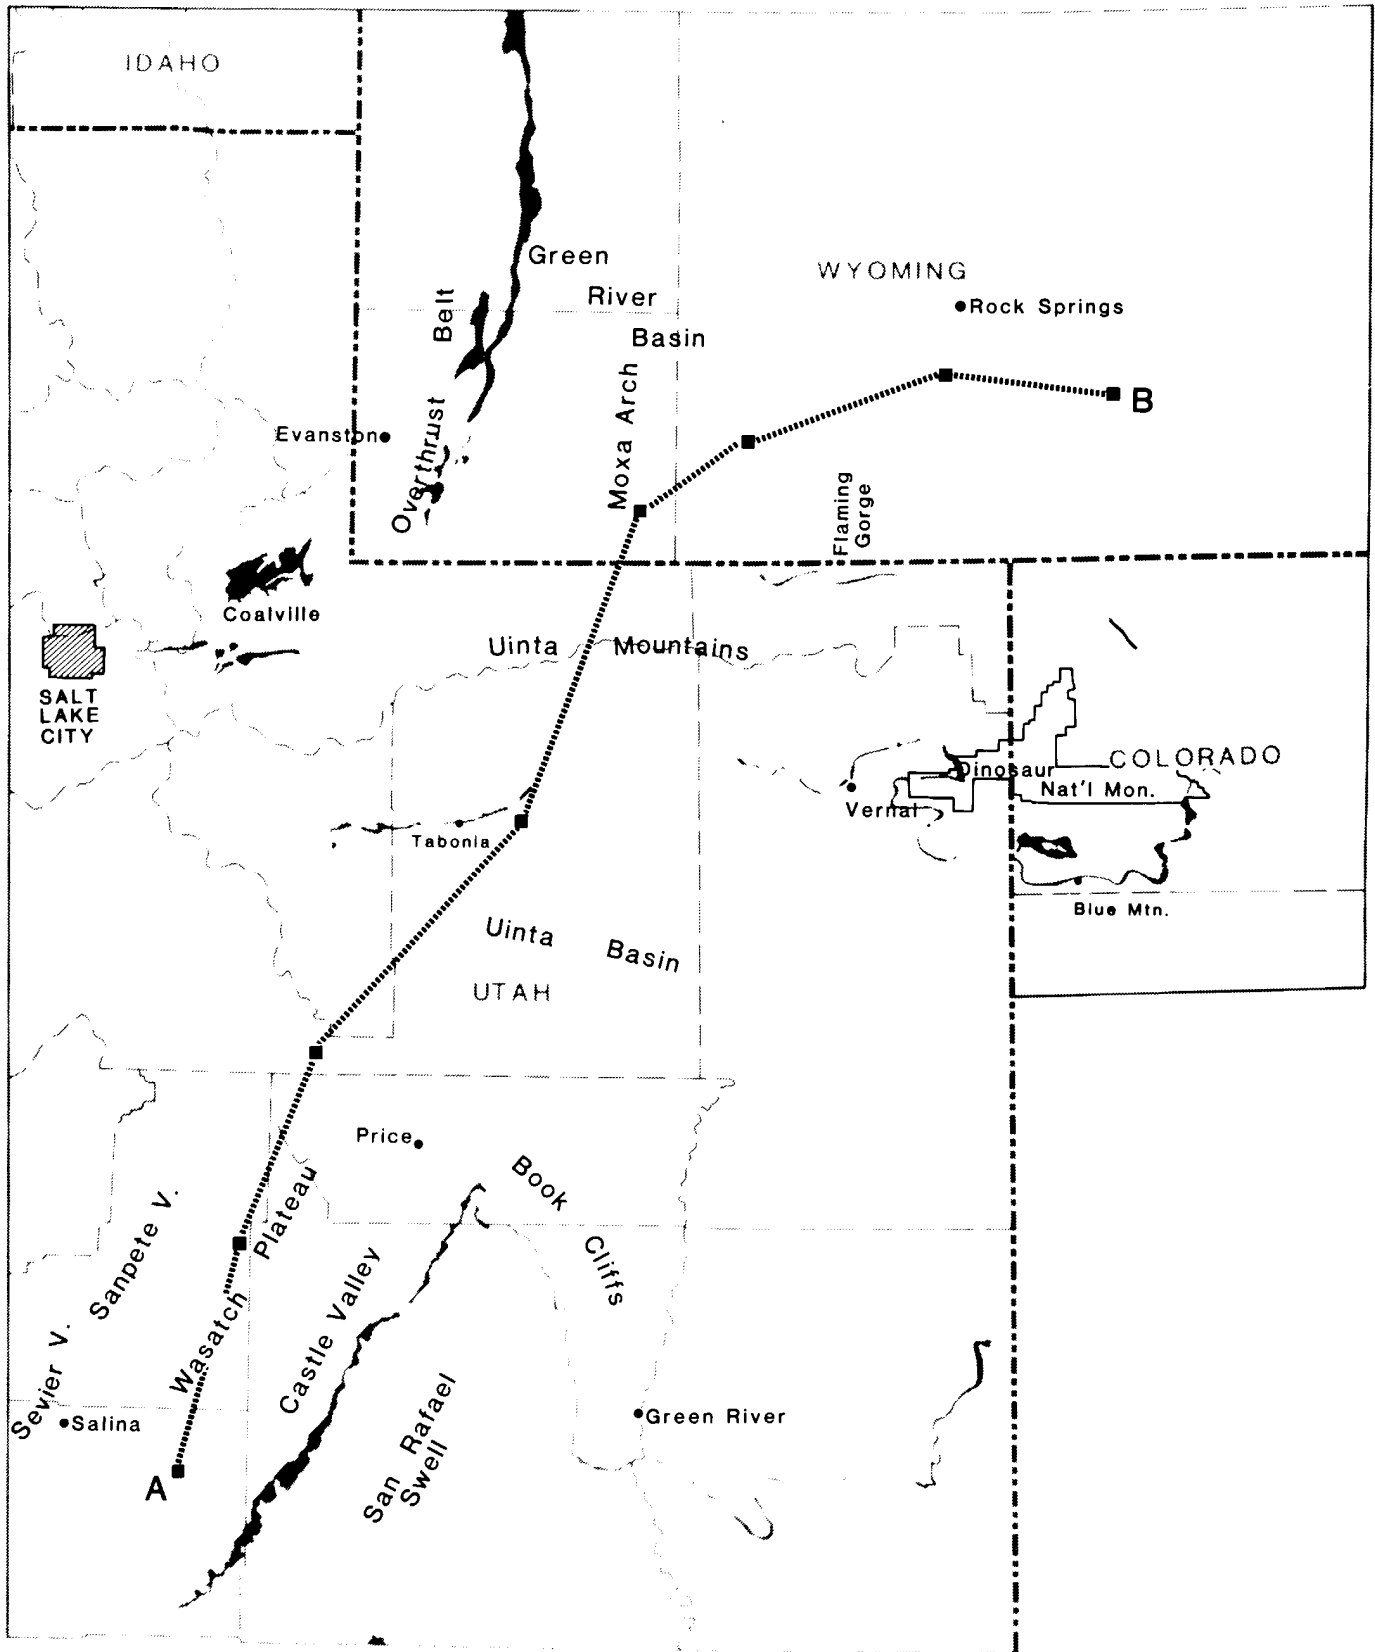 IDAHO
Green
WYOMING
River
Rock Springs
Belt
Basin
Moxa Arch
B
Overthrust
Evanston
Flaming
Gorge
Coalville
Uinta Mountains
SALT
LAKE
CITY
COLORADO
Dinosaur
Nat'l Mon.
Vernal
Tabonia
Blue Mtn.
Uinta Basin
UTAH
Price
Book
Cliffs
Plateau
Sanpete V.
Castle Valley
Wasatch
Sevier V.
Salina
San Rafael
Swell
Green River
A